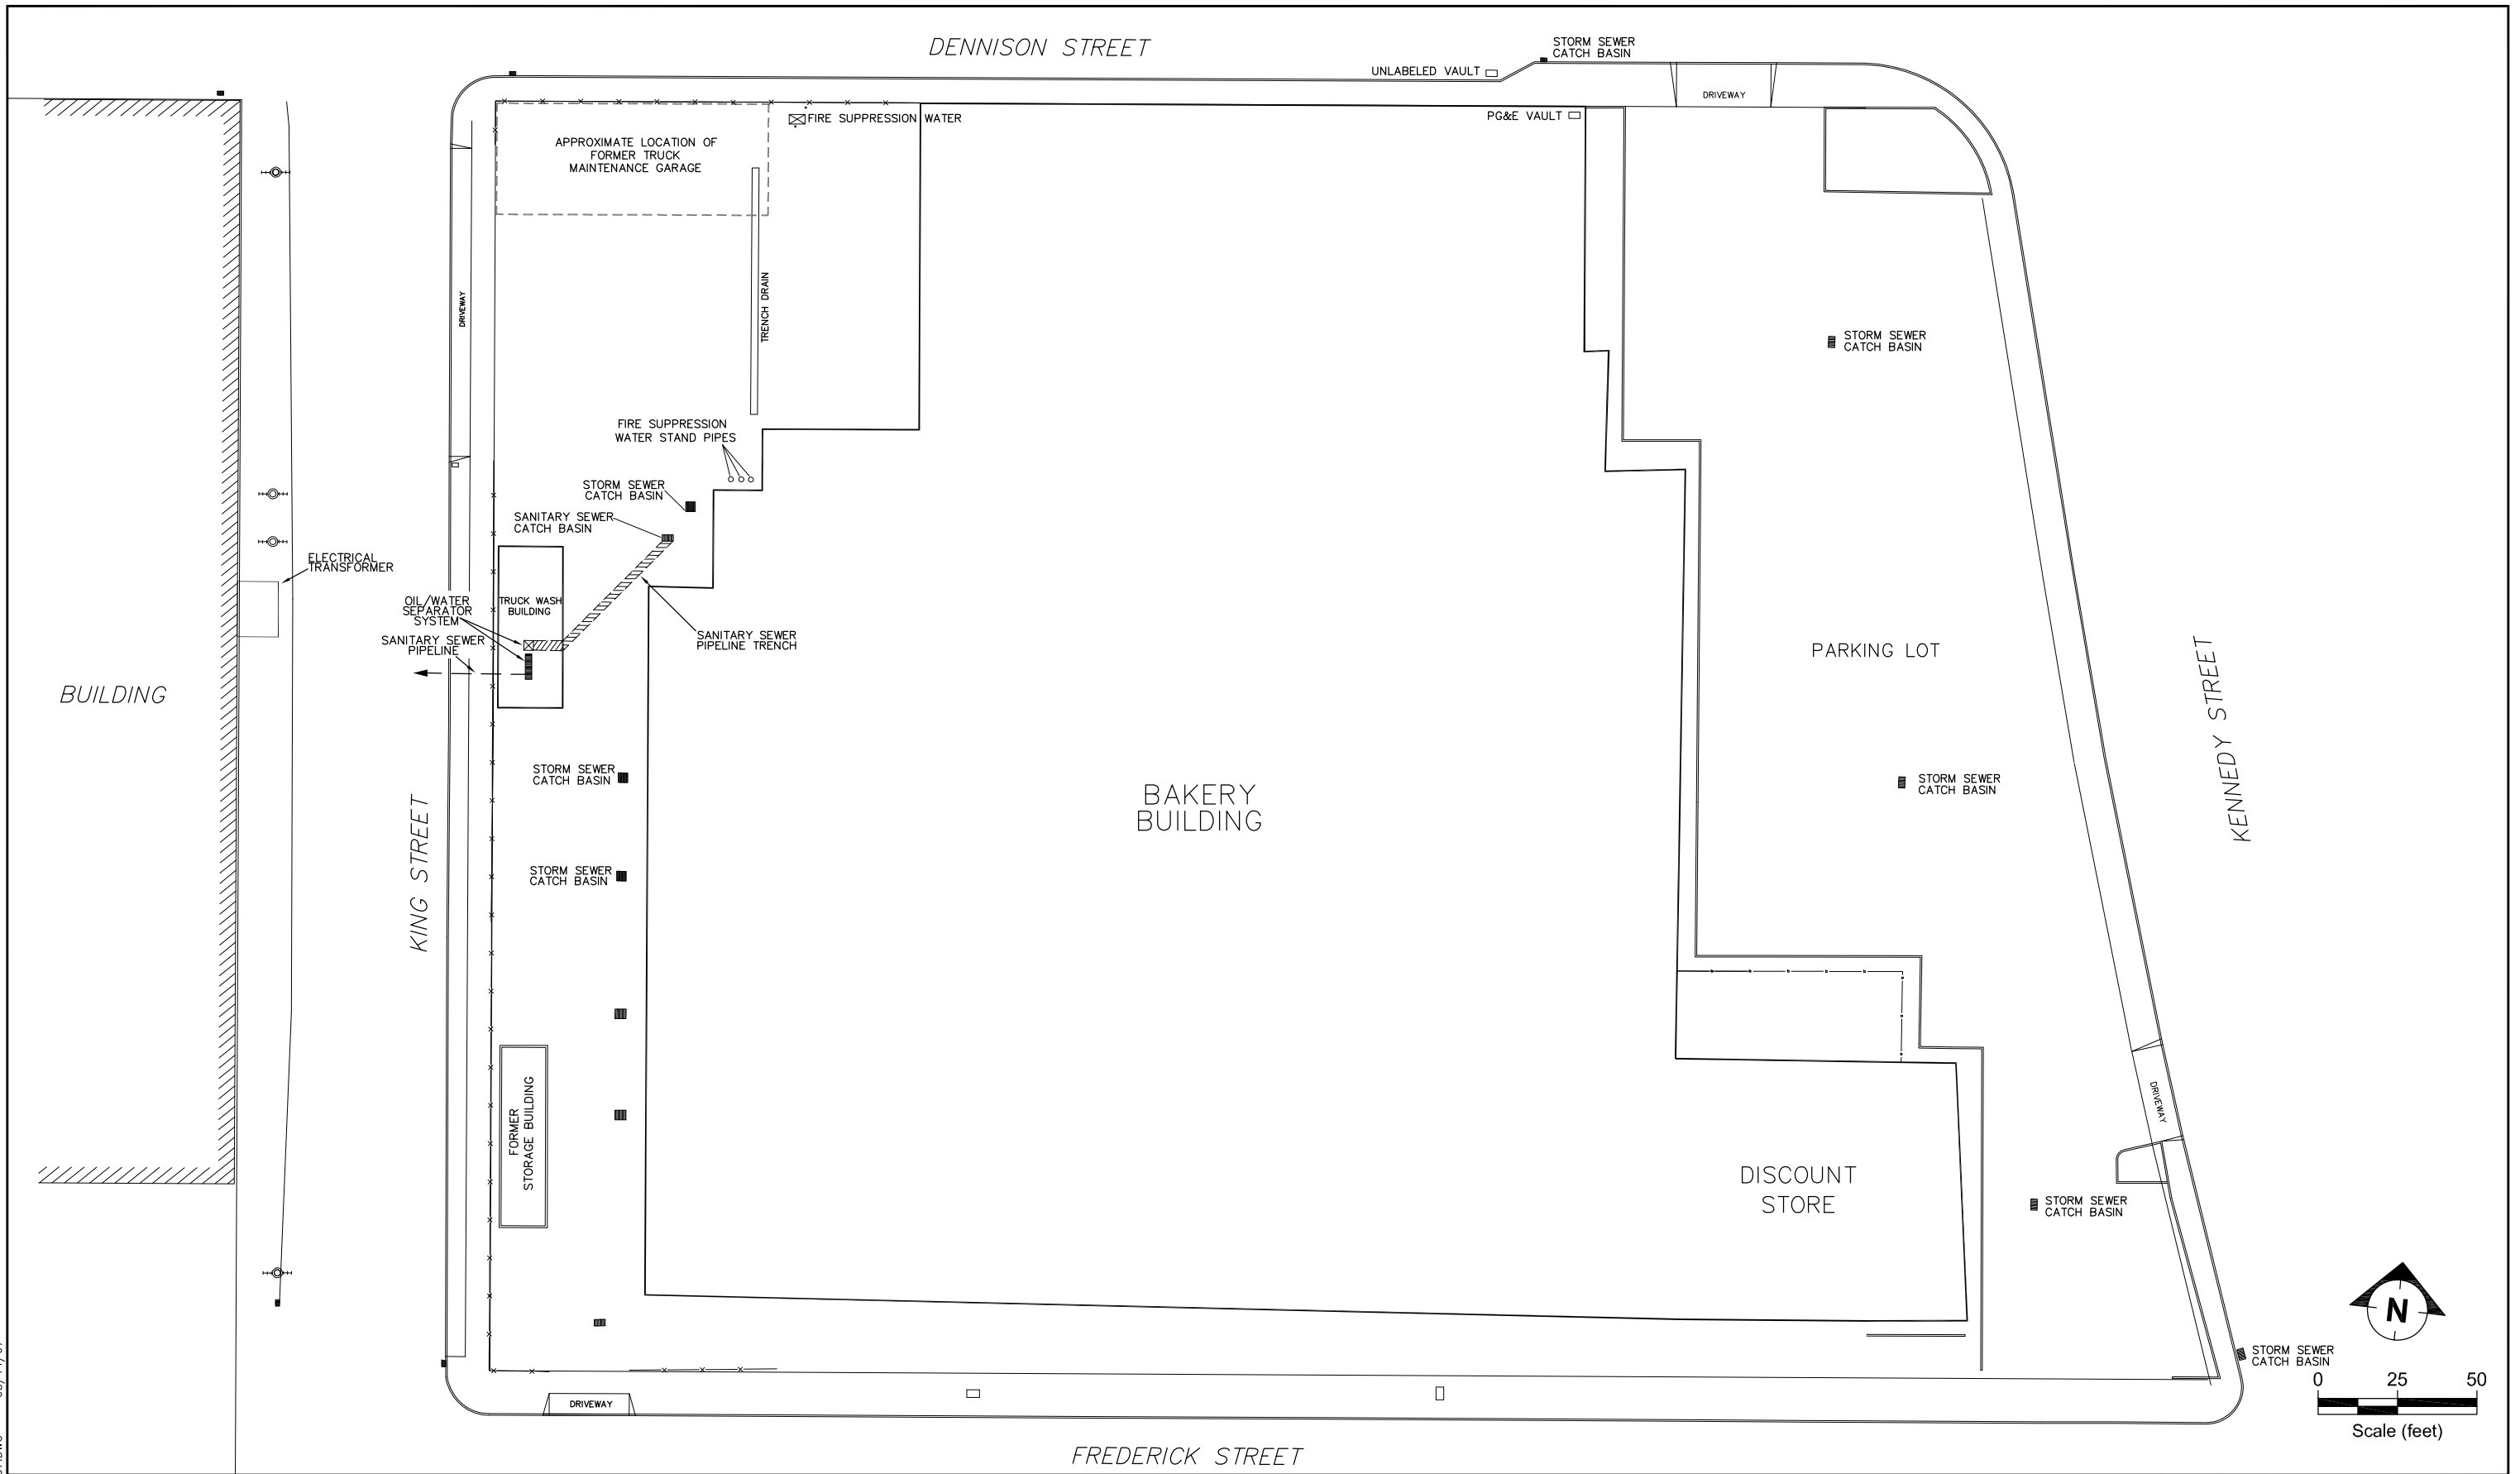 DENNISON STREET
STORM SEWER
CATCH BASIN
UNLABELED VAULT
DRIVEWAY
PG&E VAULT
FIRE SUPPRESSION WATER
APPROXIMATE LOCATION OF
FORMER TRUCK
MAINTENANCE GARAGE
DRIVEWAY
TRENCH DRAIN
STORM SEWER
CATCH BASIN
FIRE SUPPRESSION
WATER STAND PIPES
STORM SEWER
CATCH BASIN
SANITARY SEWER
CATCH BASIN
ELECTRICAL
TRANSFORMER
OIL/WATER
SEPARATOR
SYSTEM
TRUCK WASH
BUILDING
SANITARY SEWER
PIPELINE
SANITARY SEWER
PIPELINE TRENCH
PARKING LOT
BUILDING
KENNEDY STREET
STORM SEWER
CATCH BASIN
STORM SEWER
CATCH BASIN
BAKERY
BUILDING
KING STREET
STORM SEWER
CATCH BASIN
FORMER
STORAGE BUILDING
DRIVEWAY
DISCOUNT
STORE
STORM SEWER
CATCH BASIN
N
STORM SEWER
CATCH BASIN
0 25 50
Scale (feet)
DRIVEWAY
FREDERICK STREET